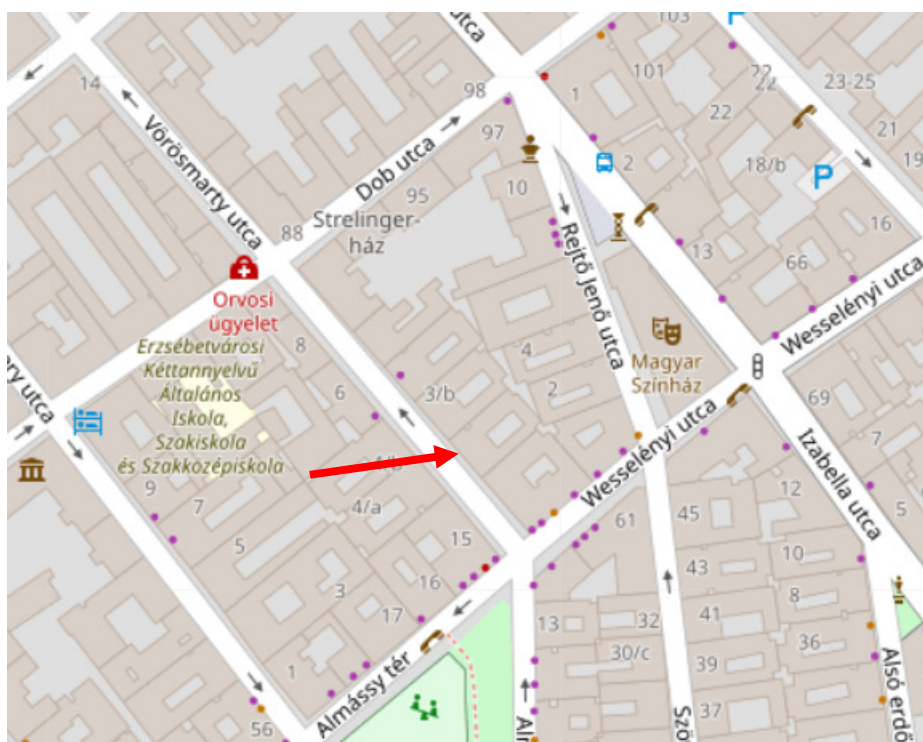 103
P
101
22
22
23-25
14
98
1
21
97
22
19
Vörösmarty utca
Dob utca
2
18/b
P
95
10
88
Strelinger-
ház
16
13
Rejtő Jenő utca
66
Wesselényi utca
Orvosi
ügyelet
Erzsébetvárosi
Kéttannyelvű
Általános
Iskola,
Szakiskola
és Szakközépiskola
8
4
Magyar
Színház
6
3/b
2
69
ery utca
Wesselényi utca
Izabella utca
7
9
7
4/a
12
5
61
45
5
15
10
3
16
43
8
17
13
32
41
36
30/c
39
1
Almássy tér
37
Alsó erdő
56
Szö